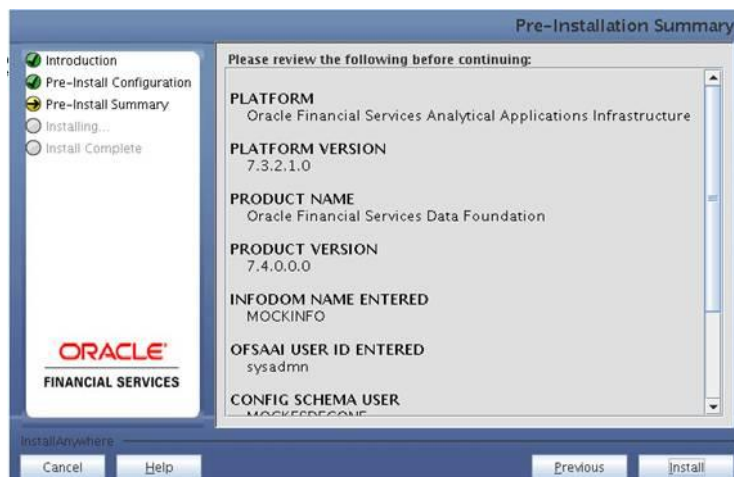 Pre-Installation Summary
Introduction
Pre-Install Configuration
Pre-Install Summary
Installing...
Install Complete
ORACLE'
FINANCIAL SERVICES
Please review the following before continuing:
PLATFORM
Oracle Financial Services Analytical Applications Infrastructure
PLATFORM VERSION
7.3.2.1.0
PRODUCT NAME
Oracle Financial Services Data Foundation
PRODUCT VERSION
7.4.0.0.0
INFODOM NAME ENTERED
MOCKINFO
OFSAAI USER ID ENTERED
sysadmn
CONFIG SCHEMA USER
InstallAnywhere
Cancel
Help
Previous
Install